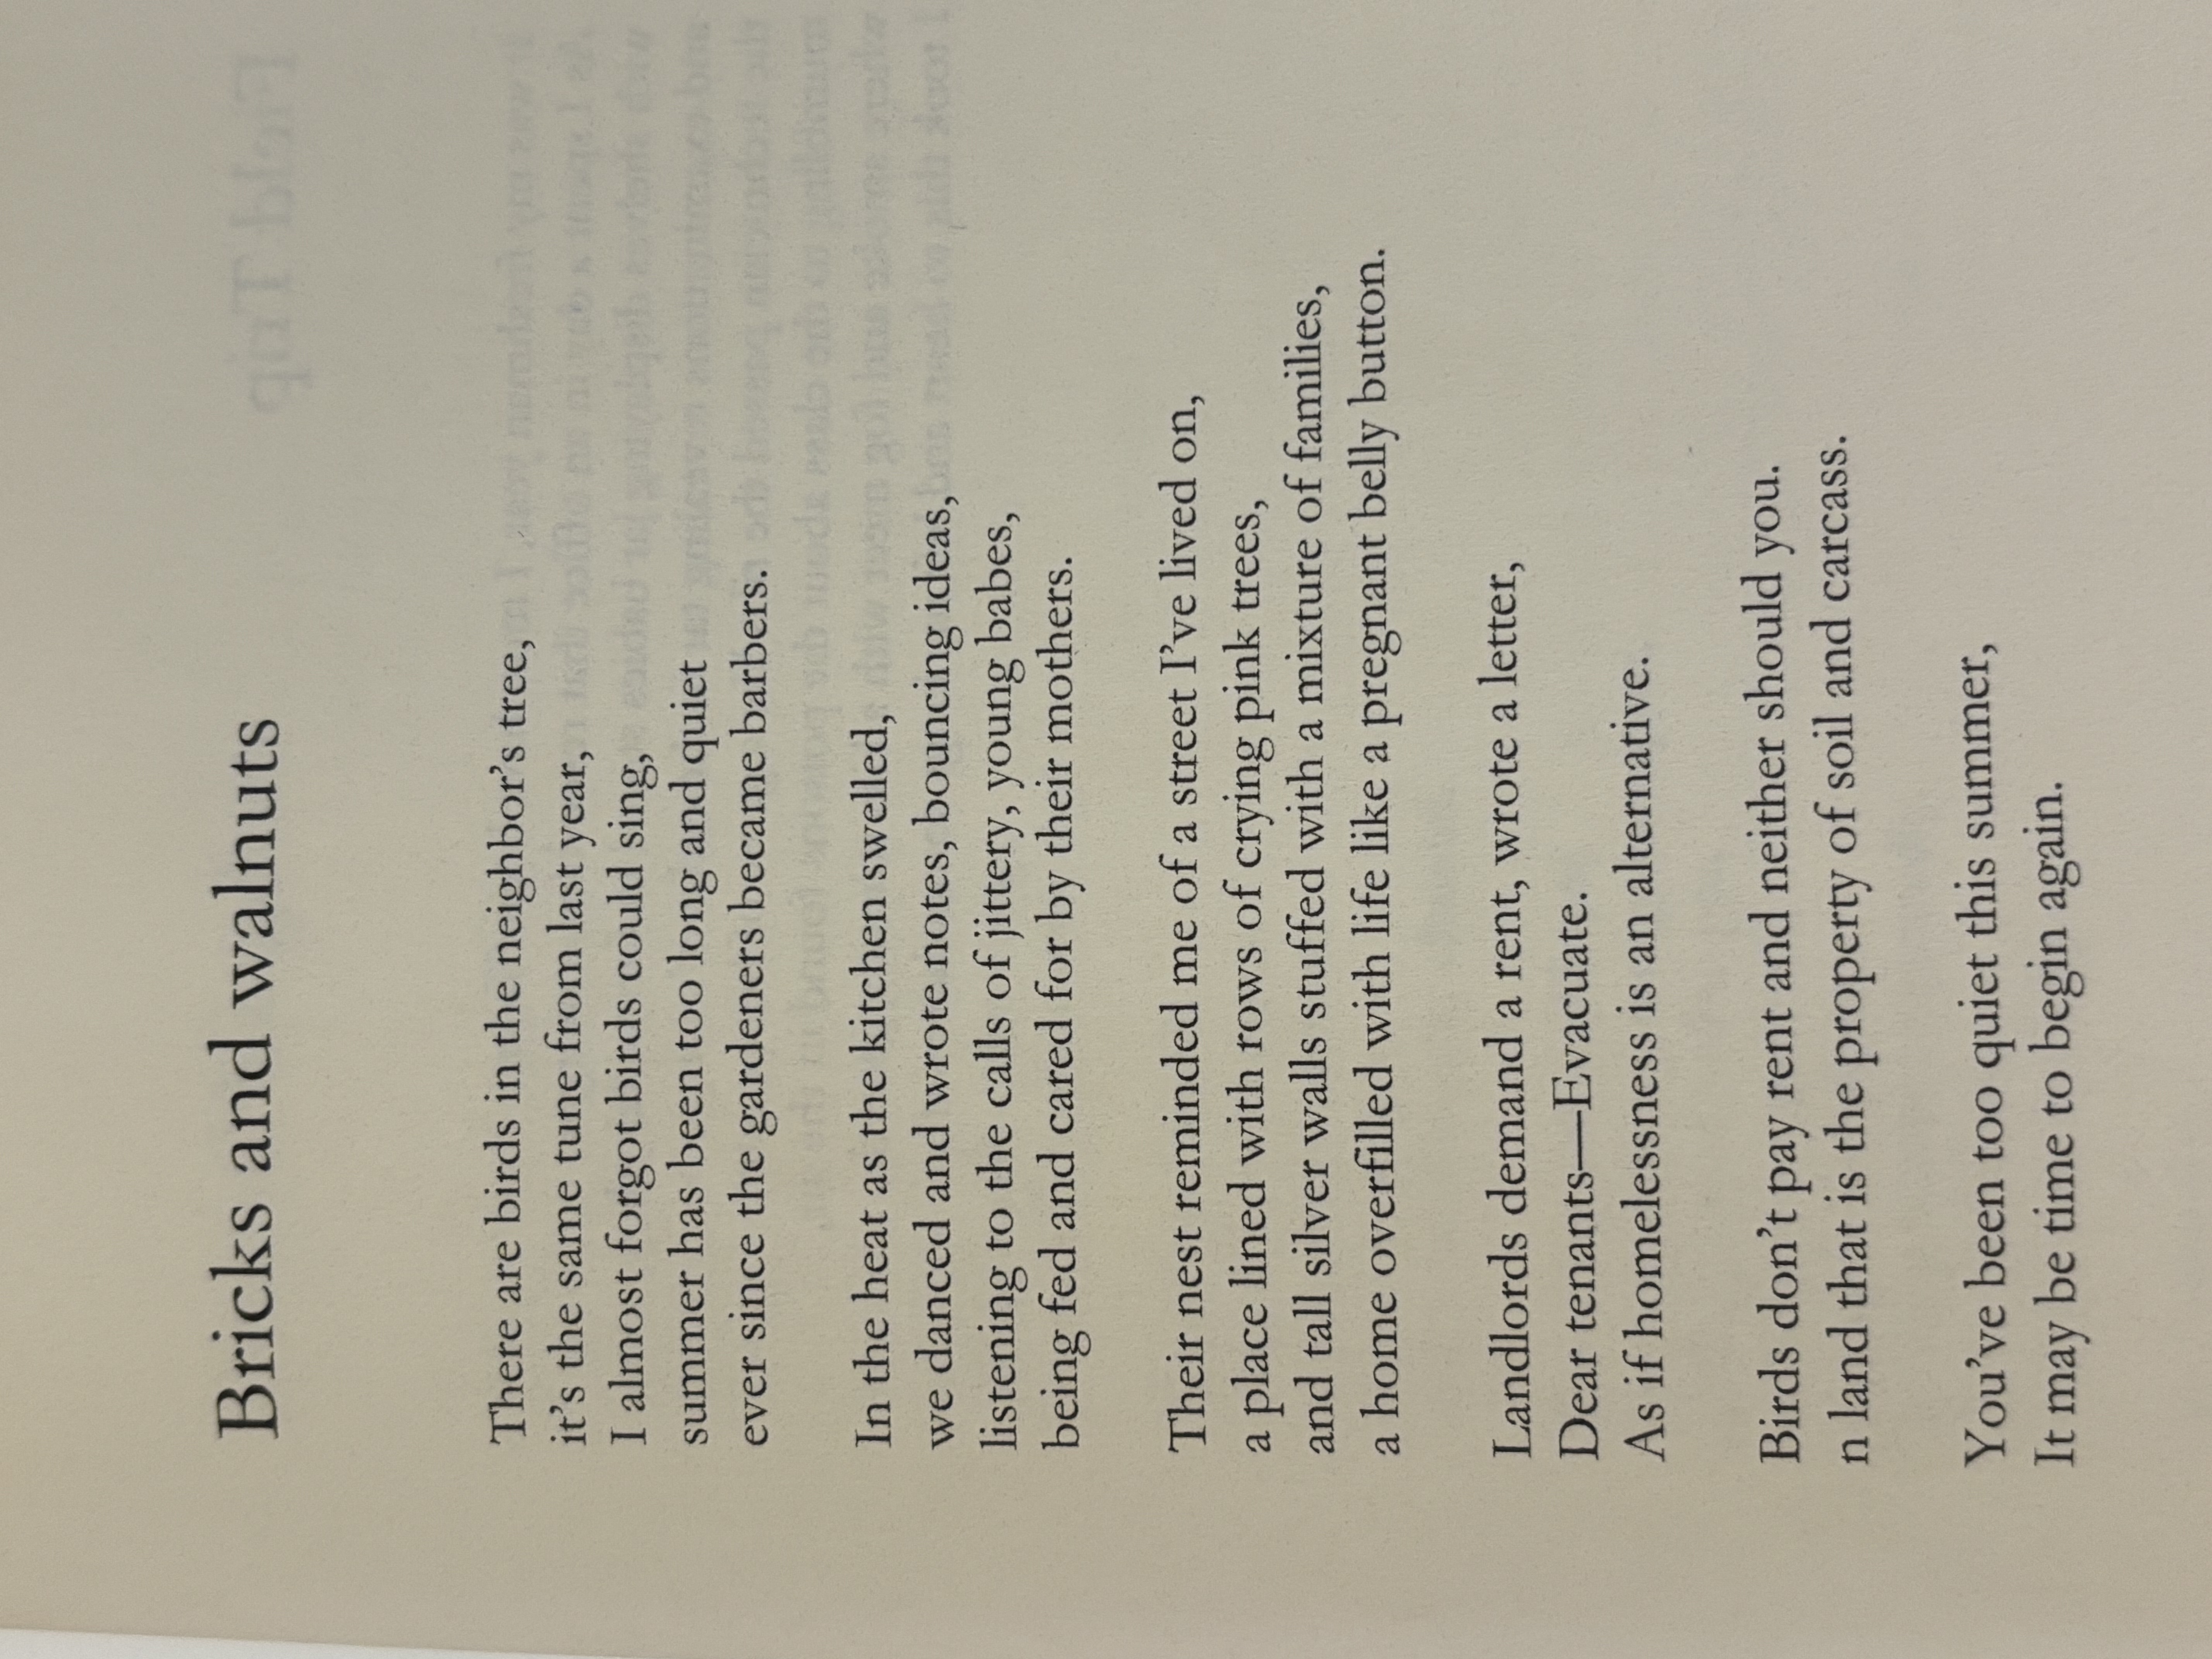 Bricks and walnuts
Field Trip
There are birds in the neighbor's tree,
it's the same tune from last year,
I almost forgot birds could sing,
summer has been too long and quiet
ever since the gardeners became barbers.
In the heat as the kitchen swelled,
we danced and wrote notes, bouncing ideas,
listening to the calls of jittery, young babes,
being fed and cared for by their mothers.
Their nest reminded me of a street I've lived on,
a place lined with rows of crying pink trees,
and tall silver walls stuffed with a mixture of families,
a home overfilled with life like a pregnant belly button.
Landlords demand a rent, wrote a letter,
Dear tenants—Evacuate.
As if homelessness is an alternative.
Birds don't pay rent and neither should you.
n land that is the property of soil and carcass.
You've been too quiet this summer,
It may be time to begin again.